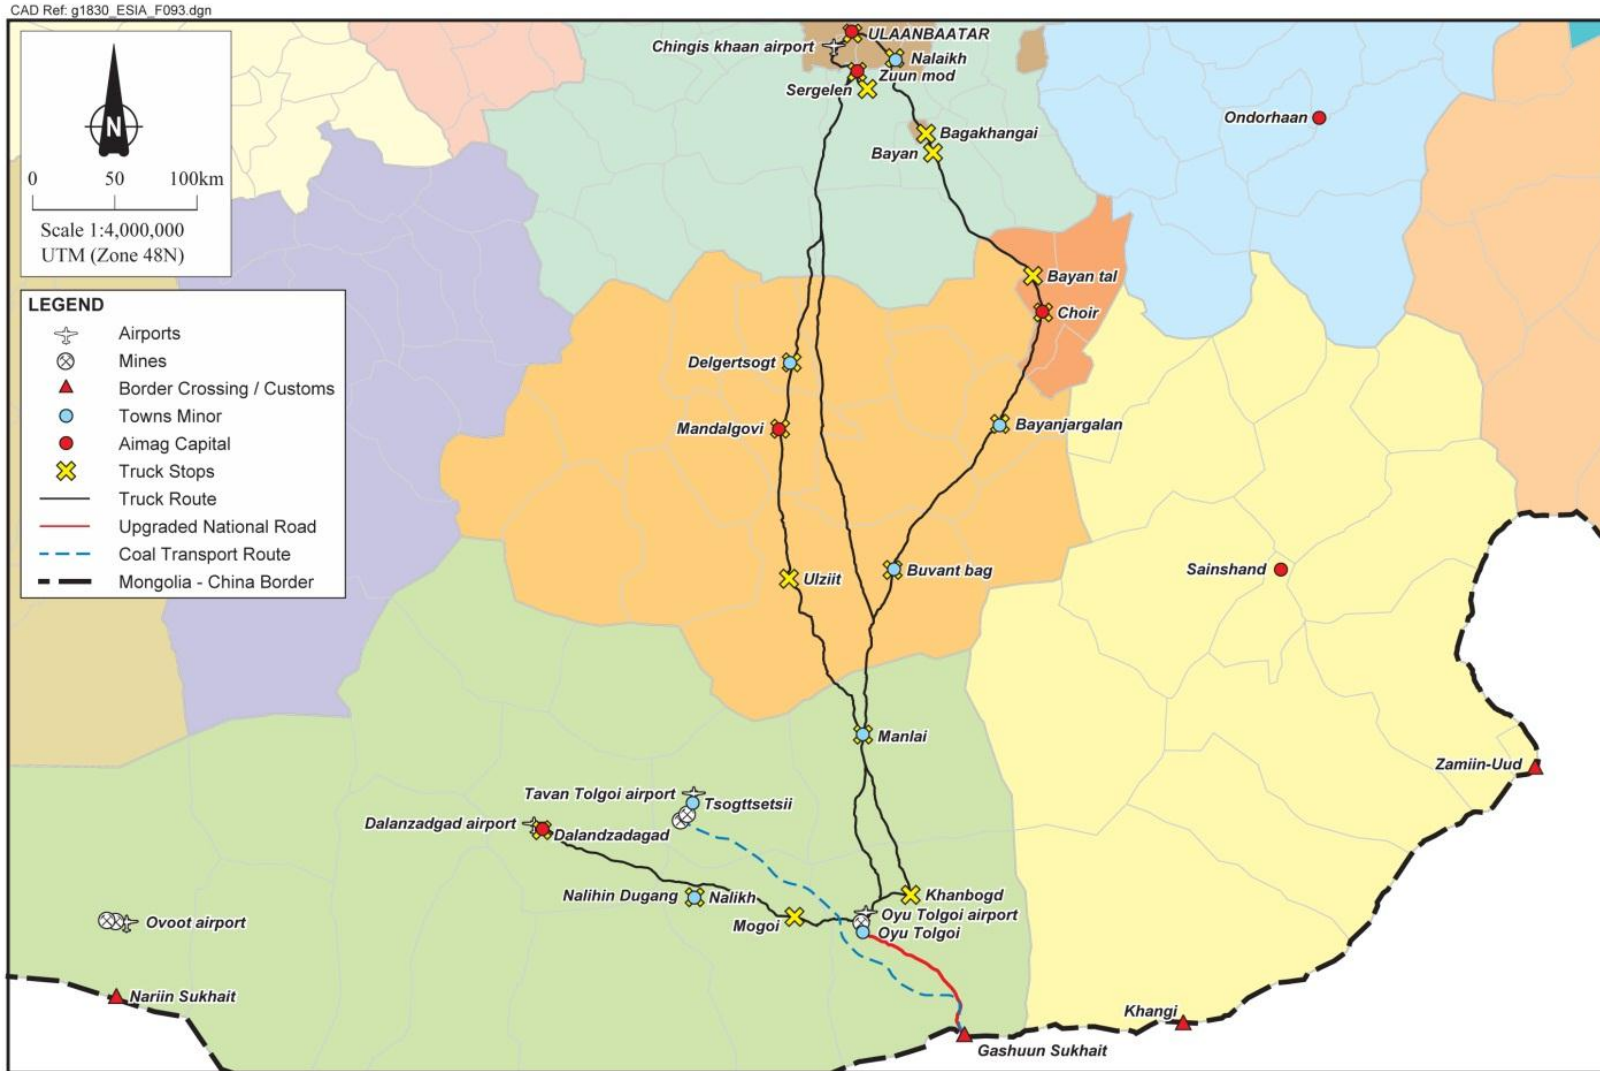 CAD Ref: g1830_ESIA_F093.dgn
N
0 50 100km
Scale 1:4,000,000
UTM (Zone 48N)
LEGEND
Airports
Mines
Border Crossing / Customs
Towns Minor
Aimag Capital
Truck Stops
Truck Route
Upgraded National Road
Coal Transport Route
Mongolia - China Border
ULAANBAATAR
Chingis khaan airport
Nalaikh
Zuun mod
Sergelen
Ondorhaan
Bagakhangai
Bayan
Bayan tal
Choir
Delgertsogt
Mandalgovi
Bayanjargalan
Ulziit
Buvant bag
Sainshand
Manlai
Zamiin-Uud
Tavan Tolgoi airport
Tsogttsetsii
Dalanzadgad airport
Dalandzadagad
Nalihin Dugang
Nalikh
Khanbogd
Mogoi
Oyu Tolgoi airport
Oyu Tolgoi
Ovoot airport
Nariin Sukhait
Khangi
Gashuun Sukhait